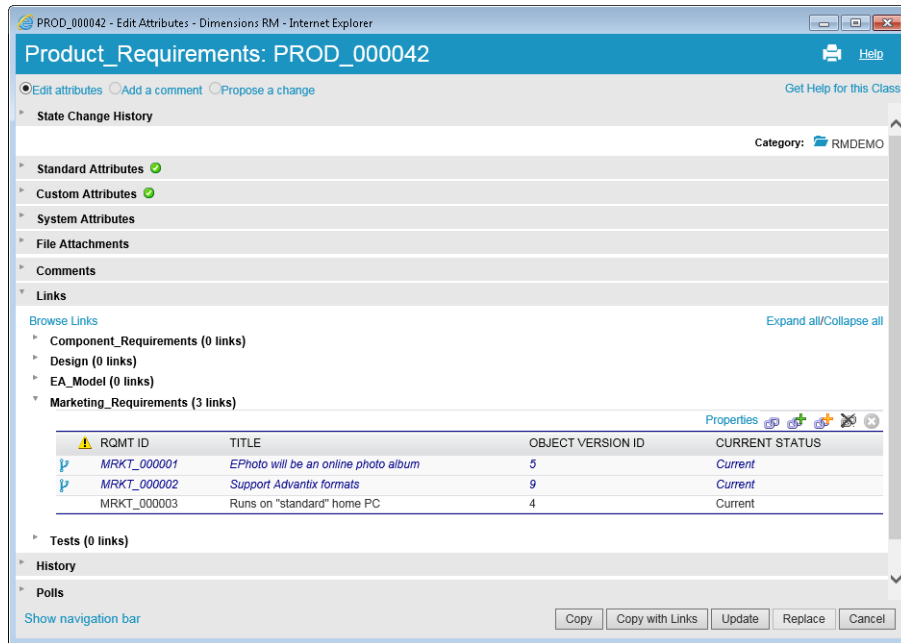 PROD_000042 - Edit Attributes - Dimensions RM - Internet Explorer
Product_Requirements: PROD_000042
Help
Edit attributes Add a comment Propose a change
Get Help for this Class
State Change History
Category: RMDEMO
Standard Attributes
Custom Attributes
System Attributes
File Attachments
Comments
Links
Browse Links
Expand all/Collapse all
Component_Requirements (0 links)
Design (0 links)
EA_Model (0 links)
Marketing_Requirements (3 links)
Properties
RQMT ID TITLE OBJECT VERSION ID CURRENT STATUS
MRKT_000001 EPhoto will be an online photo album 5 Current
MRKT_000002 Support Advantix formats 9 Current
MRKT_000003 Runs on "standard" home PC 4 Current
Tests (0 links)
History
Polls
Show navigation bar
Copy Copy with Links Update Replace Cancel